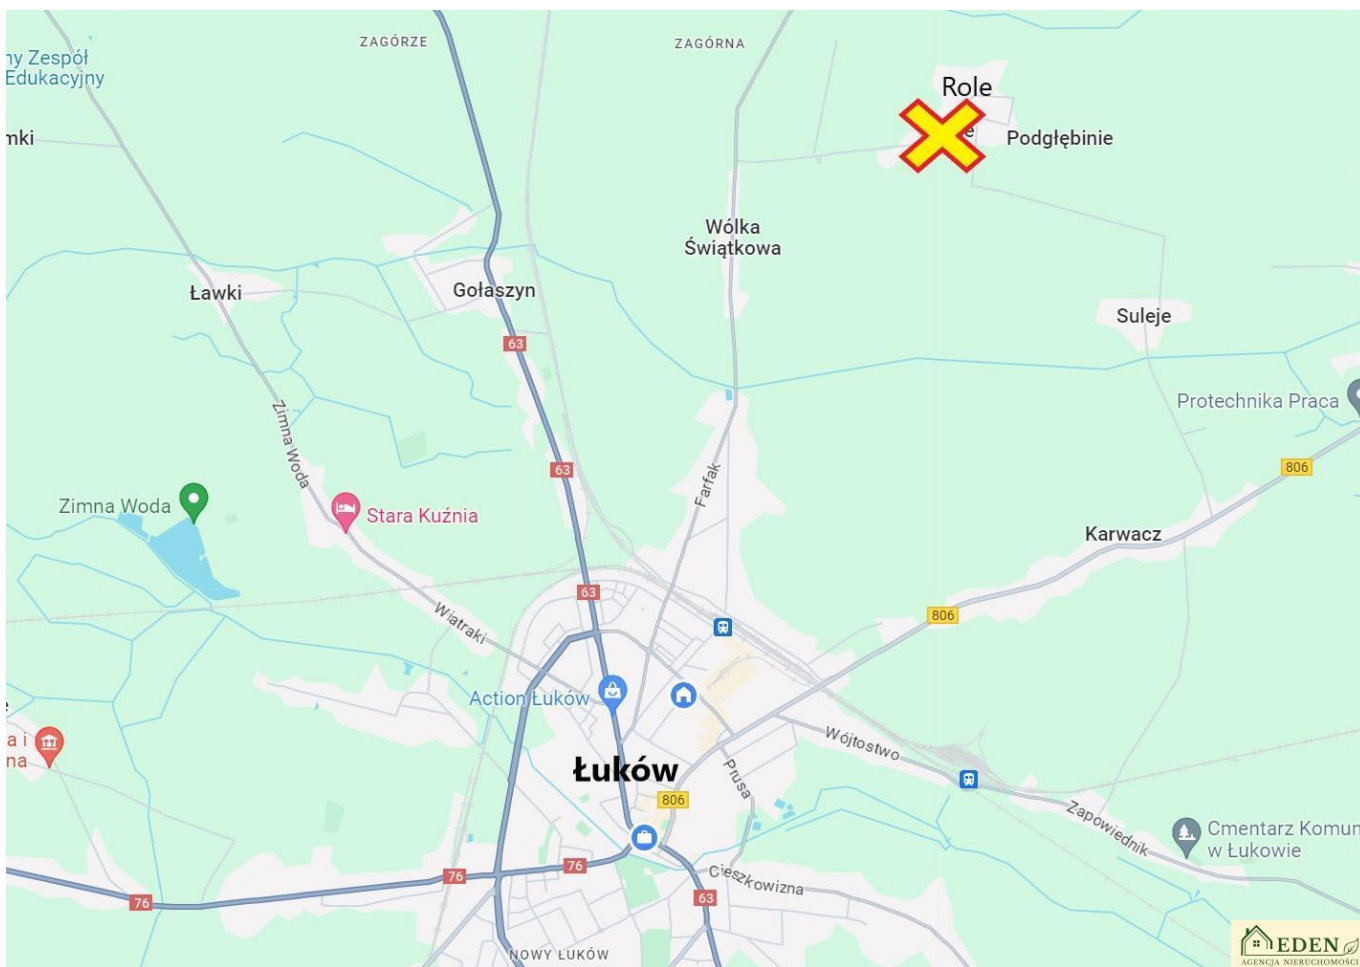 ZAGÓRZE
ZAGÓRNA
ny Zespół
Edukacyjny
Role
mki
e
Podgłębinie
Wólka
Świątkowa
Ławki
Gołaszyn
Suleje
63
Protechnika Praca
Zimna Woda
63
Farfak
806
Zimna Woda
Stara Kuźnia
Karwacz
63
Wiatraki
806
Action Łuków
e
a i
na
Wójtostwo
Łuków
Prusa
806
Zapowiednik
Cmentarz Komun
w Łukowie
76
76
Cieszkowizna
76
63
NOWY ŁUKÓW
EDEN
AGENCJA NIERUCHOMOŚCI